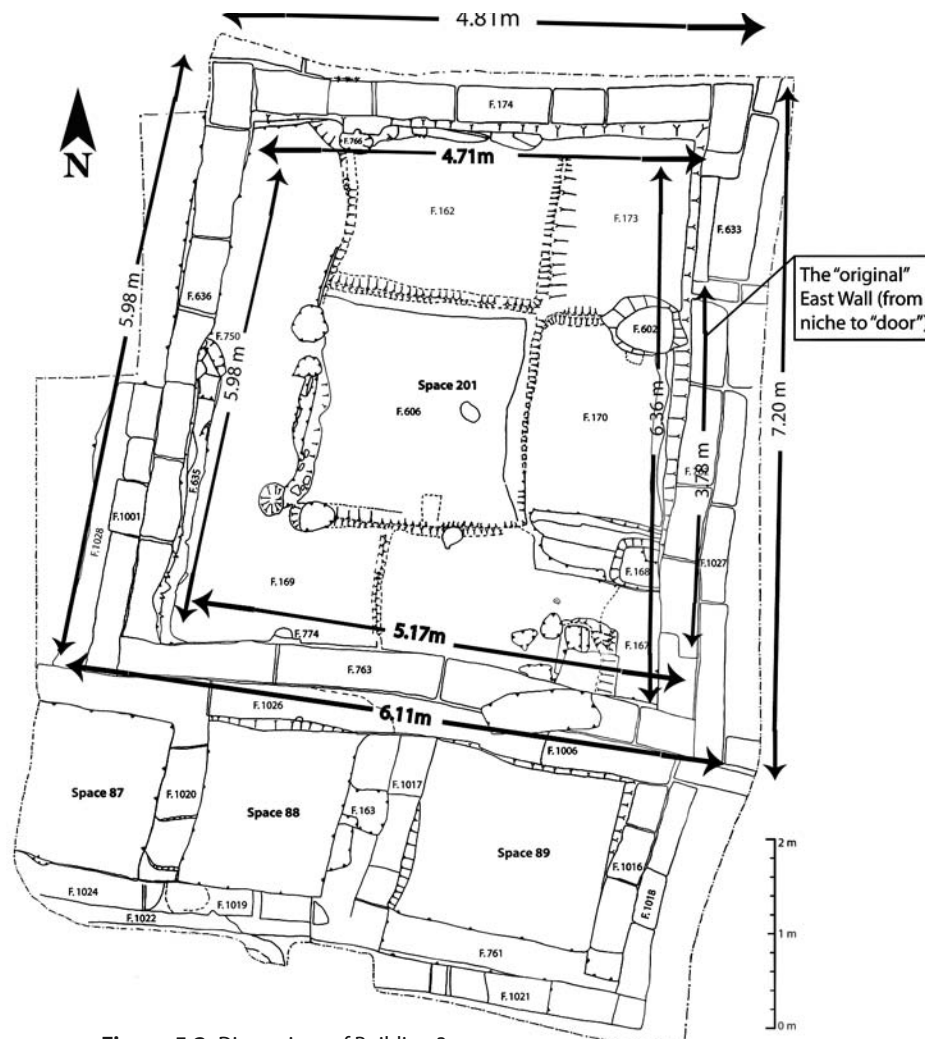 4.81m
F.174
F.766
4.71m
N
F.162
F.173
F.633
The "original"
East Wall (from
niche to "door")
5.98 m
F.636
F.602
F.750
5.98 m
Space 201
F.606
F.170
6.36 m
3.78 m
7.20 m
F.635
F.1001
F.1028
F.1027
F.168
F.169
5.17m
F.774
F.167
F.763
F.1026
6.11m
F.1006
Space 87
F.1020
Space 88
F.163
F.1017
Space 89
2 m
F.1016
F.1018
1 m
F.1024
F.1019
F.1022
F.761
F.1021
0 m
Dimensions of Building